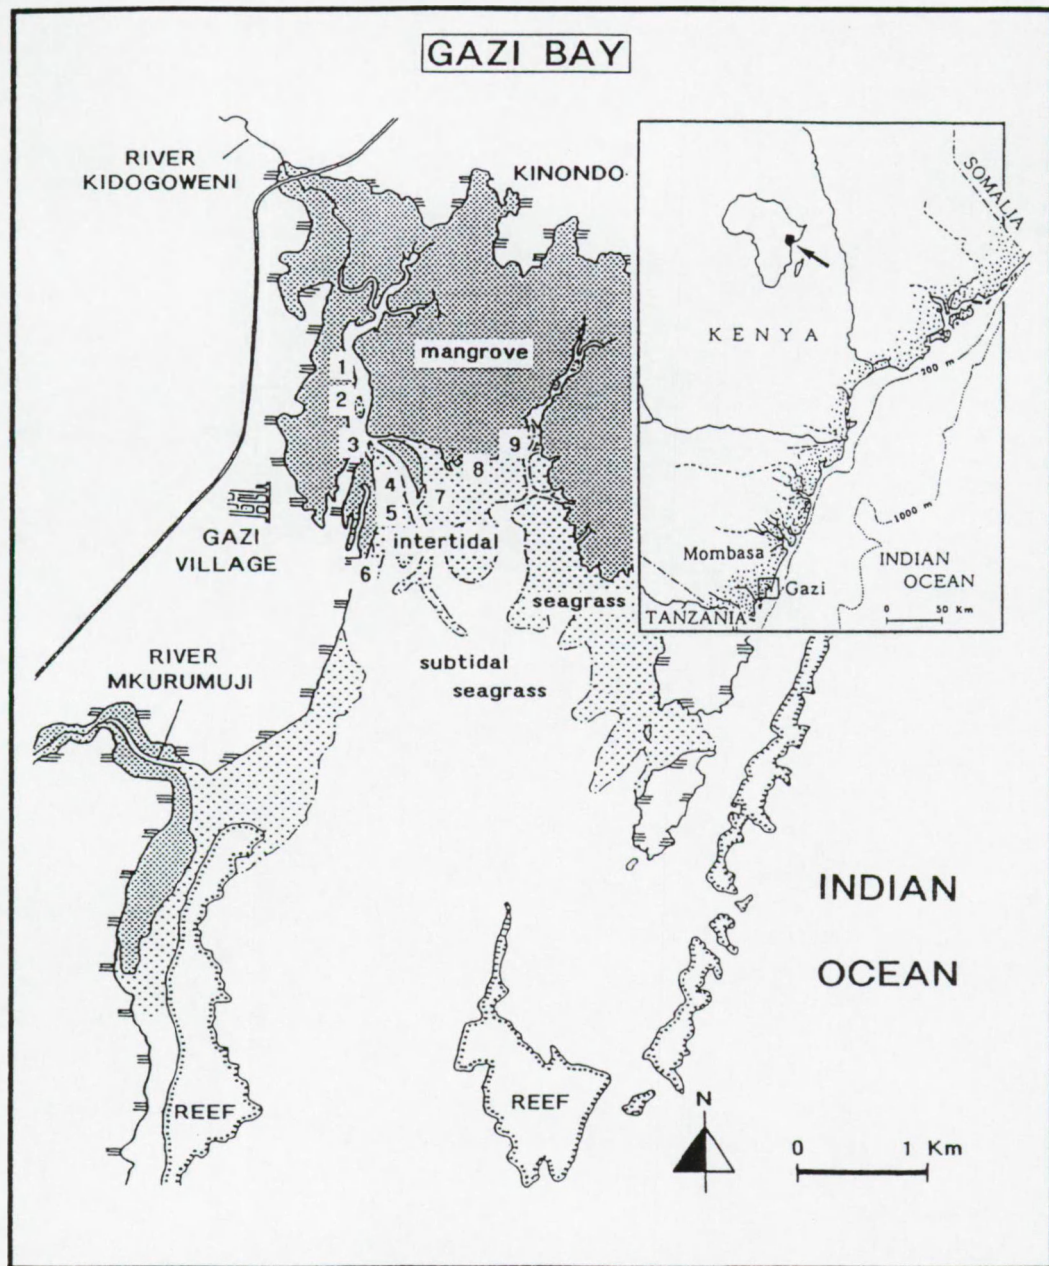 GAZI BAY
RIVER
KIDOGOWENI
KINONDO
mangrove
1
2
3
4
5
6
7
8
9
intertidal
seagrass
GAZI
VILLAGE
subtidal
seagrass
RIVER
MKURUMUJI
REEF
REEF
INDIAN
OCEAN
N
0 1 Km
SOMALIA
KENYA
200 m
1000 m
Mombasa
Gazi
INDIAN
OCEAN
TANZANIA
0 50 Km